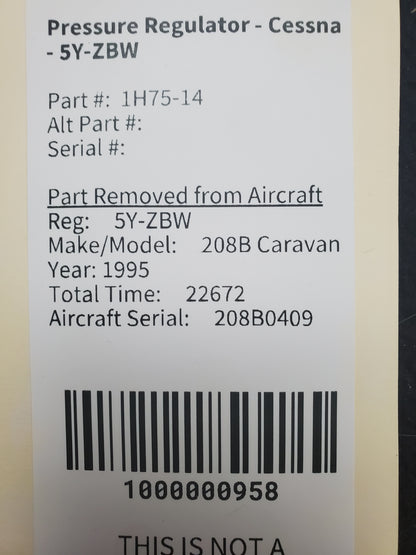 Pressure Regulator - Cessna
- 5Y-ZBW
Part #: 1H75-14
Alt Part #:
Serial #:
Part Removed from Aircraft
Reg: 5Y-ZBW
Make/Model: 208B Caravan
Year: 1995
Total Time: 22672
Aircraft Serial: 208B0409
1000000958
THIS IS NOT A